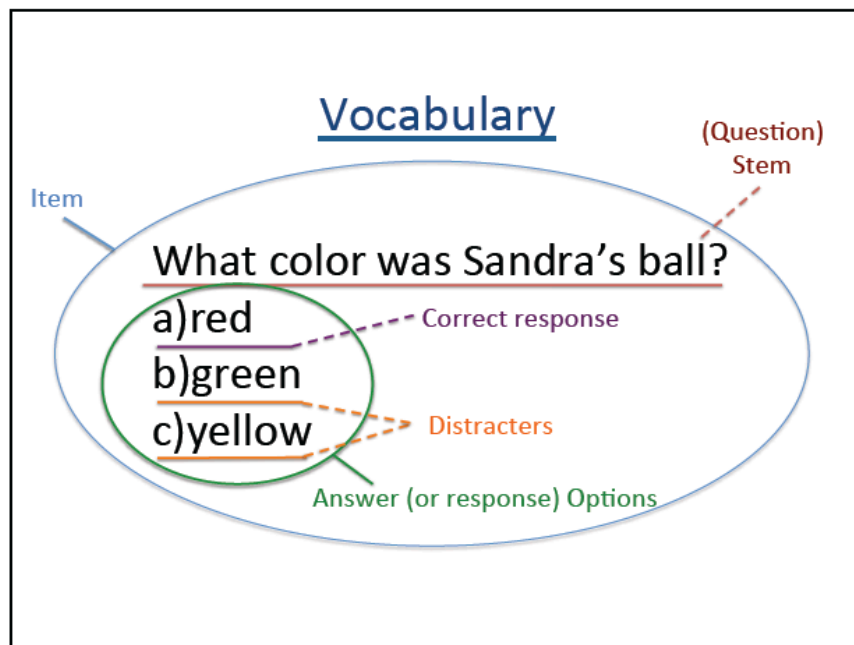 Vocabulary
(Question)
Stem
Item
What color was Sandra’s ball?
a)red
Correct response
b)green
c)yellow
Distracters
Answer (or response) Options